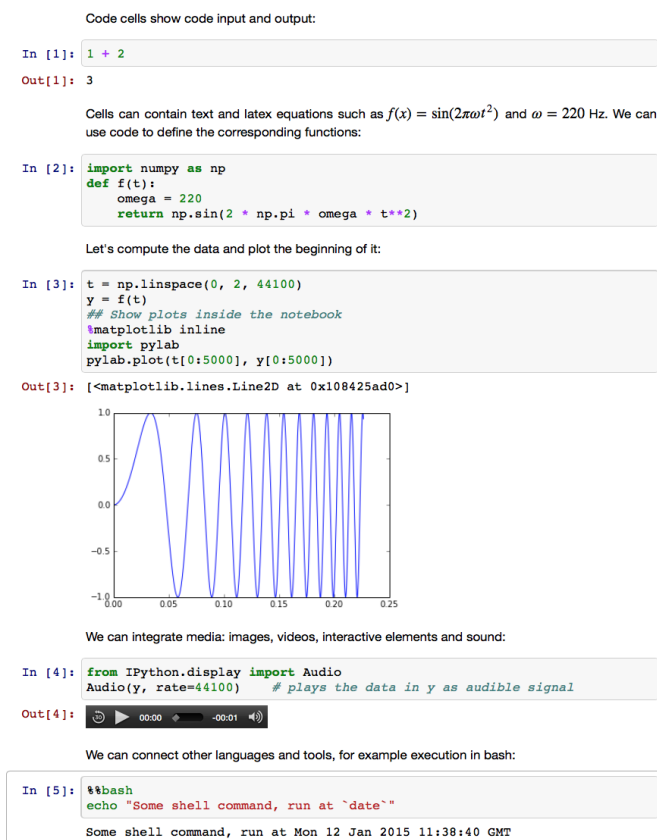 Code cells show code input and output:
In [1]: 1 + 2
Out[1]: 3
Cells can contain text and latex equations such as f(x) = sin(2πωt²) and ω = 220 Hz. We can
use code to define the corresponding functions:
In [2]: import numpy as np
def f(t):
    omega = 220
    return np.sin(2 * np.pi * omega * t**2)
Let's compute the data and plot the beginning of it:
In [3]: t = np.linspace(0, 2, 44100)
y = f(t)
## Show plots inside the notebook
%matplotlib inline
import pylab
pylab.plot(t[0:5000], y[0:5000])
Out[3]: [<matplotlib.lines.Line2D at 0x108425ad0>]
1.0
0.5
0.0
−0.5
−1.0
0.00 0.05 0.10 0.15 0.20 0.25
We can integrate media: images, videos, interactive elements and sound:
In [4]: from IPython.display import Audio
Audio(y, rate=44100)    # plays the data in y as audible signal
Out[4]: 30 00:00 -00:01
We can connect other languages and tools, for example execution in bash:
In [5]: %%bash
echo "Some shell command, run at `date`"
Some shell command, run at Mon 12 Jan 2015 11:38:40 GMT